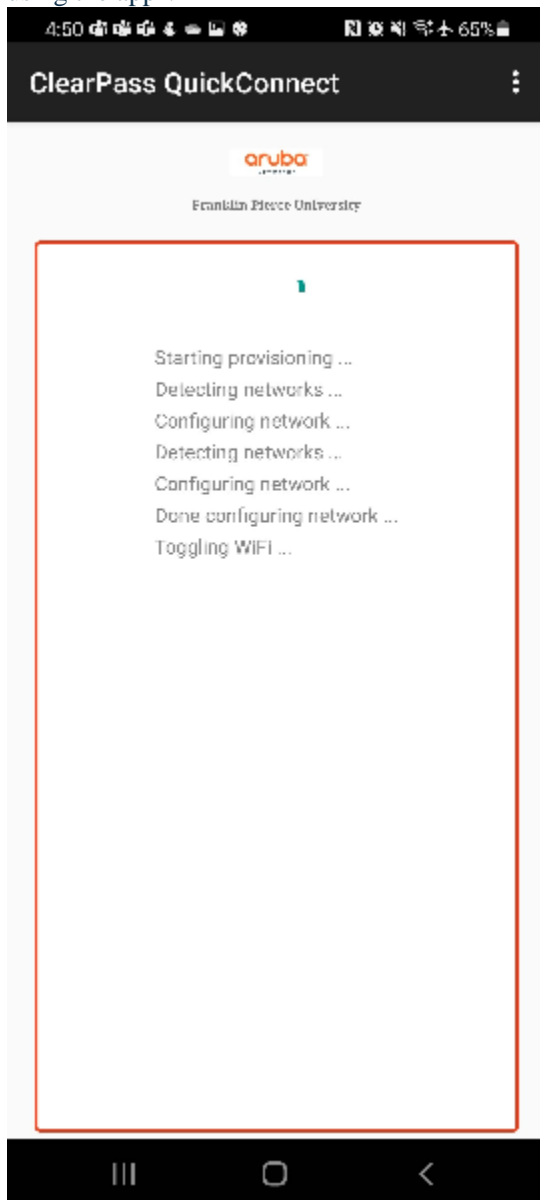 4:50
65%
ClearPass QuickConnect
aruba
Franklin Pierce University
Starting provisioning ...
Detecting networks ...
Configuring network ...
Detecting networks ...
Configuring network ...
Done configuring network ...
Toggling WiFi ...